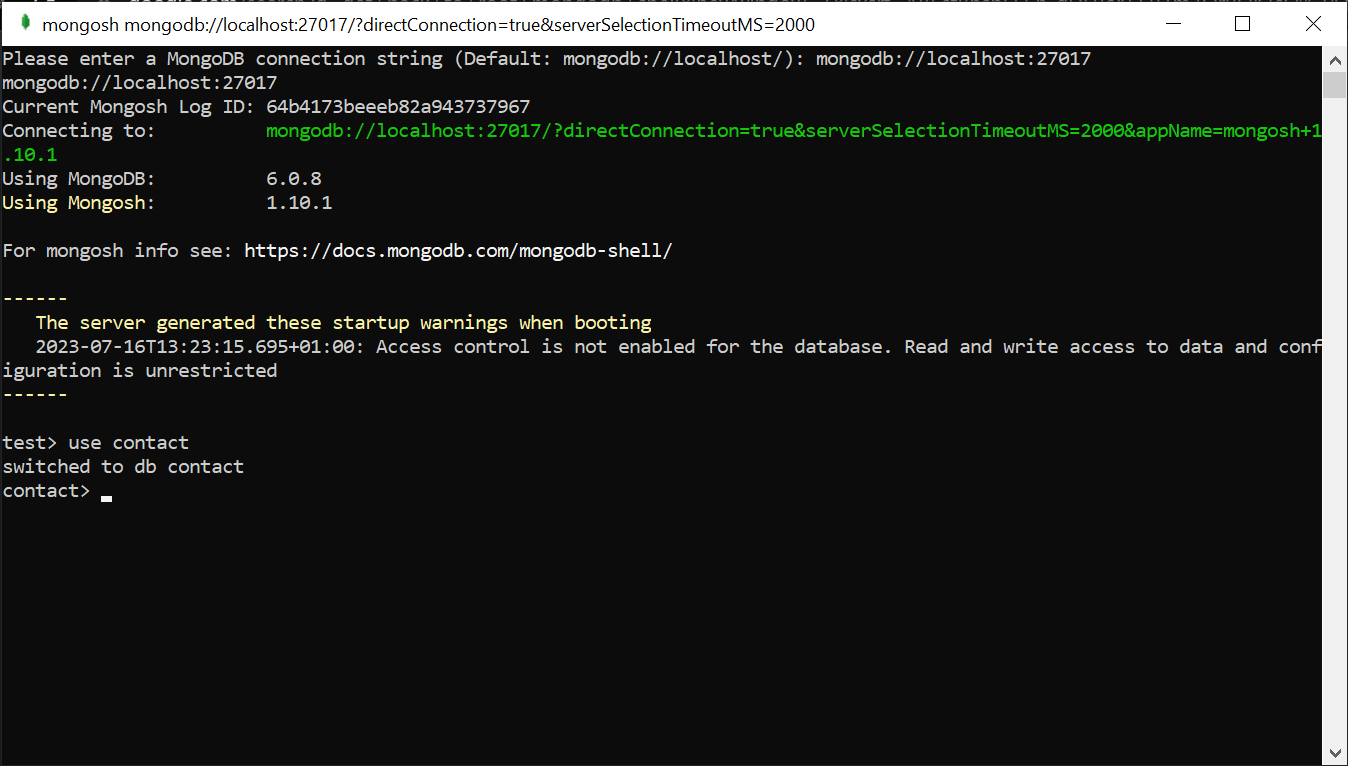 mongosh mongodb://localhost:27017/?directConnection=true&serverSelectionTimeoutMS=2000
Please enter a MongoDB connection string (Default: mongodb://localhost/): mongodb://localhost:27017
mongodb://localhost:27017
Current Mongosh Log ID: 64b4173beeeb82a943737967
Connecting to:          mongodb://localhost:27017/?directConnection=true&serverSelectionTimeoutMS=2000&appName=mongosh+1
.10.1
Using MongoDB:          6.0.8
Using Mongosh:          1.10.1
For mongosh info see: https://docs.mongodb.com/mongodb-shell/
------
   The server generated these startup warnings when booting
   2023-07-16T13:23:15.695+01:00: Access control is not enabled for the database. Read and write access to data and conf
iguration is unrestricted
------
test> use contact
switched to db contact
contact>